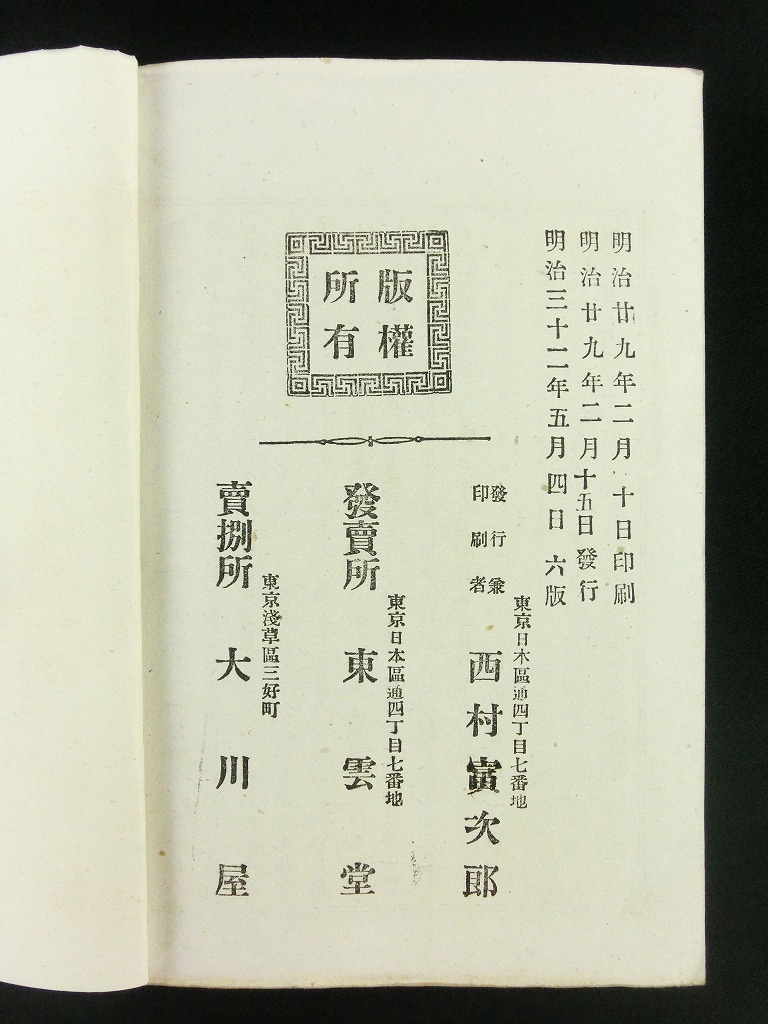 明治廿九年二月十日印刷
明治廿九年二月十五日發行
明治三十二年五月四日六版
版權
所有
東京日本區通四丁目七番地
發行兼
印刷者
西村寅次郎
東京日本區通四丁目七番地
發賣所 東雲堂
東京淺草區三好町
賣捌所 大川屋